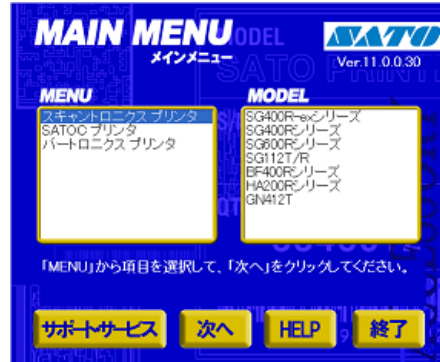 MAIN MENU
メインメニュー
SATO
Ver.11.0.0.30
MODEL
SATO PRINT
MENU
スキャントロニクス プリンタ
SATOC プリンタ
バートロニクス プリンタ
MODEL
SG400R-exシリーズ
SG400Rシリーズ
SG600Rシリーズ
SG112T/R
BF400Rシリーズ
HA200Rシリーズ
GN412T
「MENU」から項目を選択して、「次へ」をクリックしてください。
サポートサービス
次へ
HELP
終了